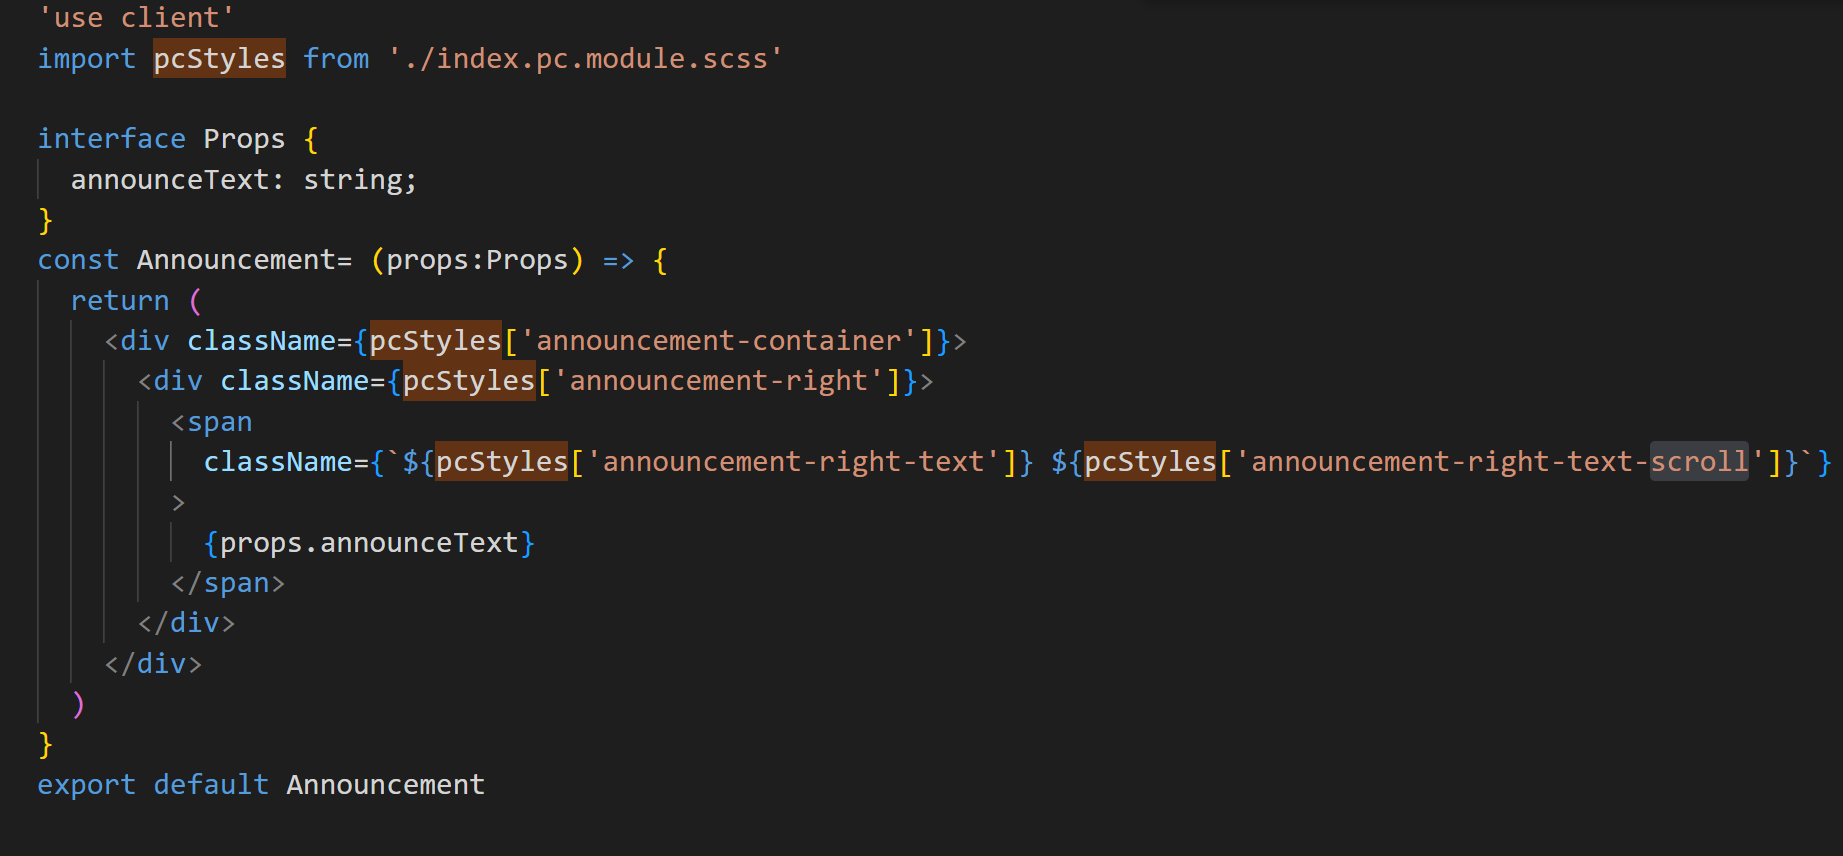 'use client'
import pcStyles from './index.pc.module.scss'

interface Props {
  announceText: string;
}
const Announcement= (props:Props) => {
  return (
    <div className={pcStyles['announcement-container']}>
      <div className={pcStyles['announcement-right']}>
        <span
          className={`${pcStyles['announcement-right-text']} ${pcStyles['announcement-right-text-scroll']}`}
        >
          {props.announceText}
        </span>
      </div>
    </div>
  )
}
export default Announcement